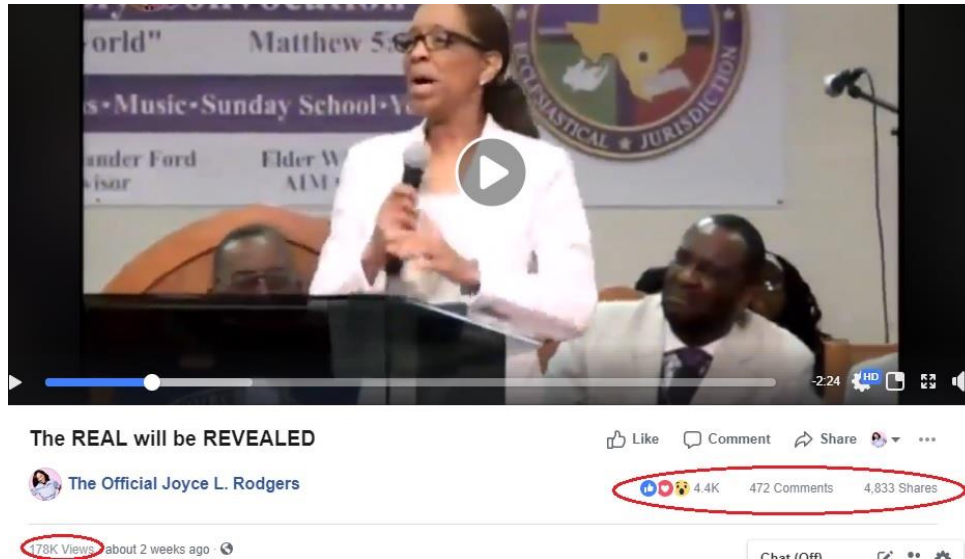 orld" Matthew
s•Music•Sunday School•
ander Ford Elder
AIM
ECCLESIASTICAL ★ JURISDICTION
-2:24 HD
The REAL will be REVEALED
Like Comment Share
The Official Joyce L. Rodgers
4.4K 472 Comments 4,833 Shares
178K Views about 2 weeks ago
Chat (Off)